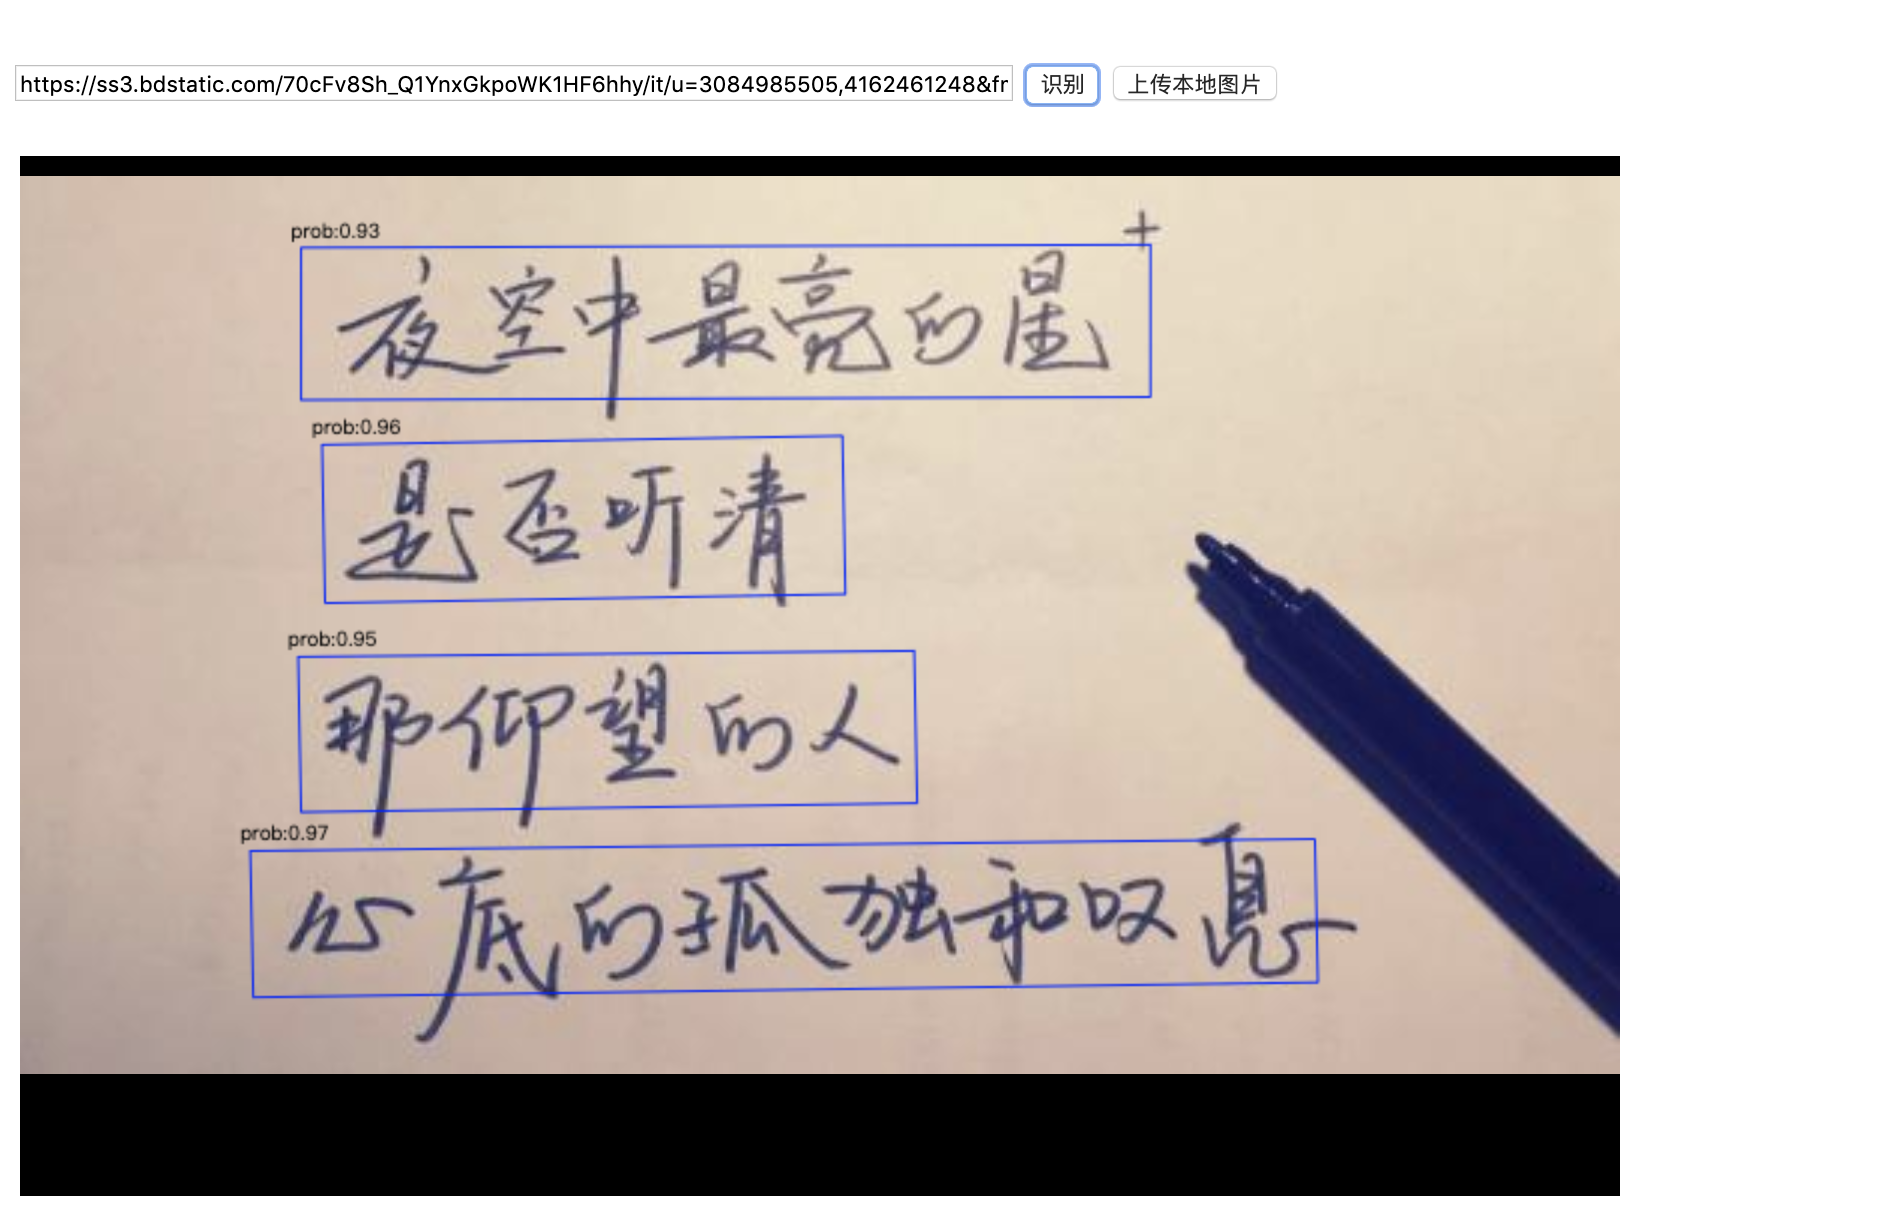 https://ss3.bdstatic.com/70cFv8Sh_Q1YnxGkpoWK1HF6hhy/it/u=3084985505,4162461248&fr 识别 上传本地图片
prob:0.93
+
夜空中最亮的星
prob:0.96
是否听清
prob:0.95
那仰望的人
prob:0.97
心底的孤独和叹息